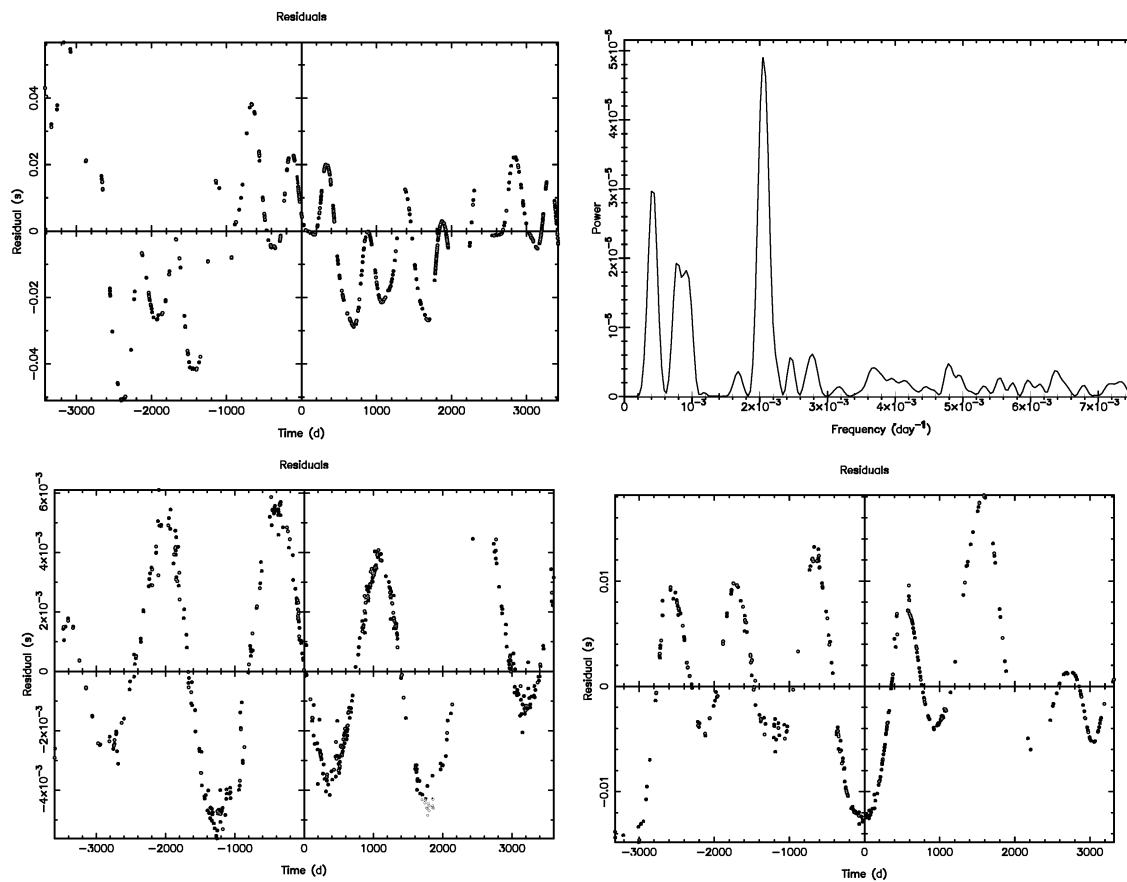 Residuals
Residual (s)
0.04
0.02
0
−0.02
−0.04
−3000 −2000 −1000 0 1000 2000 3000
Time (d)
Power
5×10⁻⁵
4×10⁻⁵
3×10⁻⁵
2×10⁻⁵
10⁻⁵
0
0 10⁻³ 2×10⁻³ 3×10⁻³ 4×10⁻³ 5×10⁻³ 6×10⁻³ 7×10⁻³
Frequency (day⁻¹)
Residuals
Residual (s)
6×10⁻³
4×10⁻³
2×10⁻³
0
−2×10⁻³
−4×10⁻³
−3000 −2000 −1000 0 1000 2000 3000
Time (d)
Residuals
Residual (s)
0.01
0
−0.01
−3000 −2000 −1000 0 1000 2000 3000
Time (d)